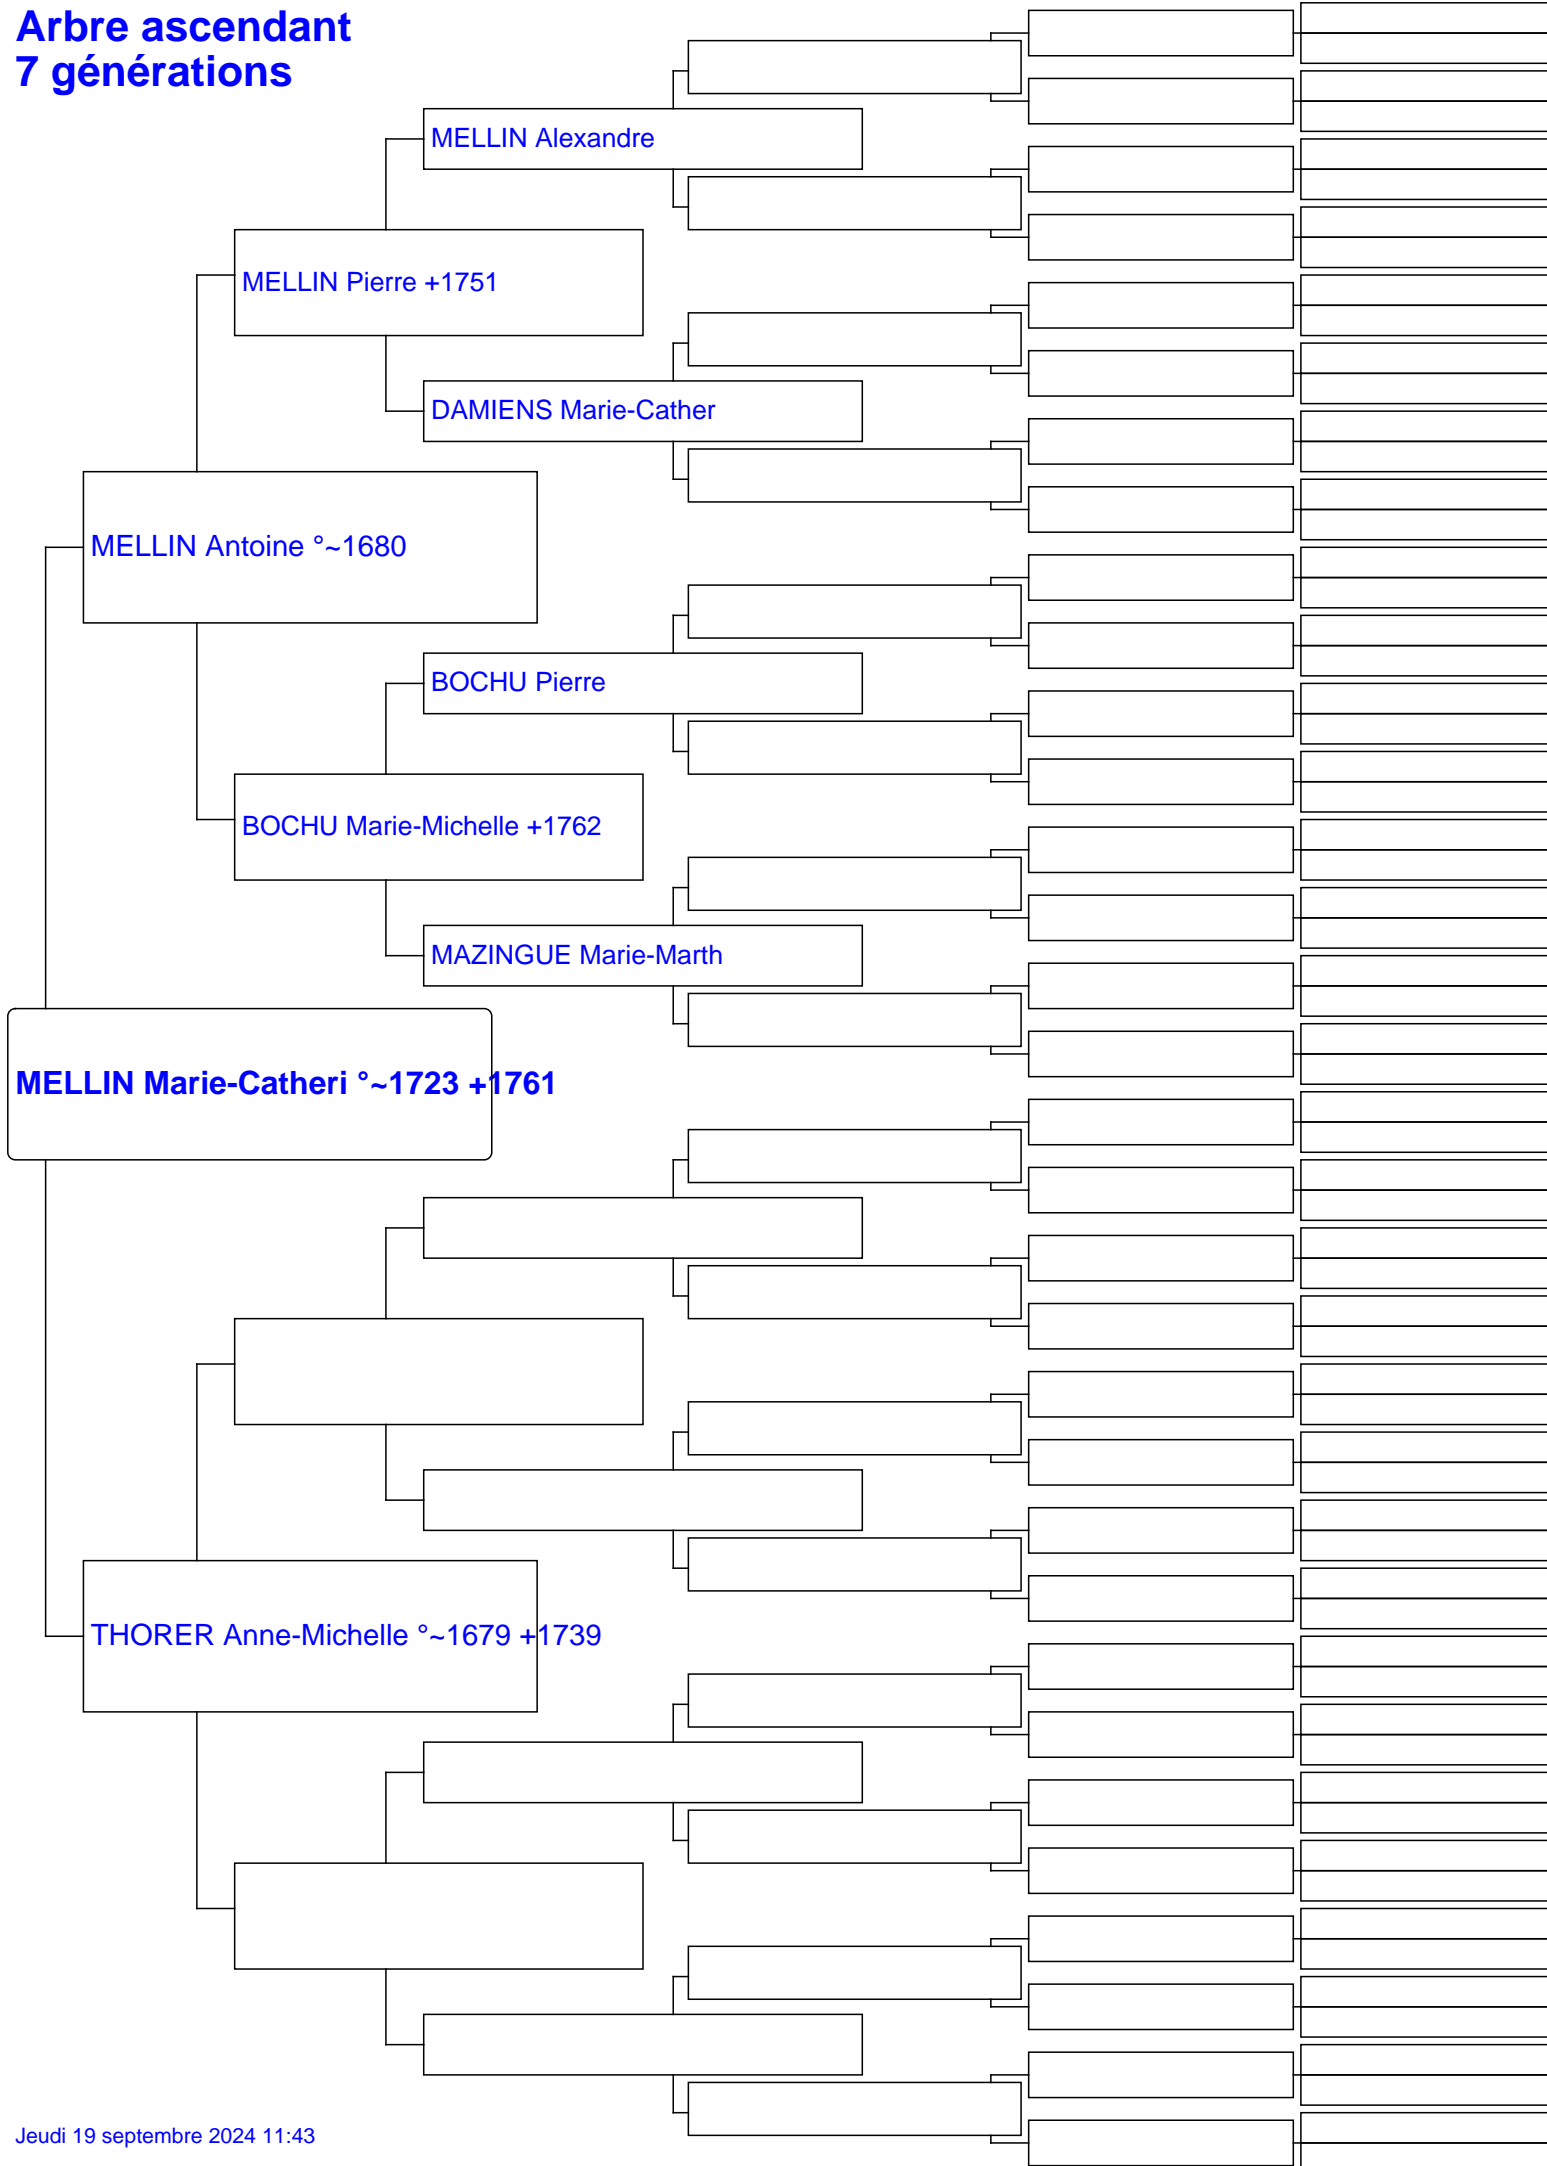 Arbre ascendant
7 générations
MELLIN Alexandre
MELLIN Pierre +1751
DAMIENS Marie-Cather
MELLIN Antoine °~1680
BOCHU Pierre
BOCHU Marie-Michelle +1762
MAZINGUE Marie-Marth
MELLIN Marie-Catheri °~1723 +1761
THORER Anne-Michelle °~1679 +1739
Jeudi 19 septembre 2024 11:43